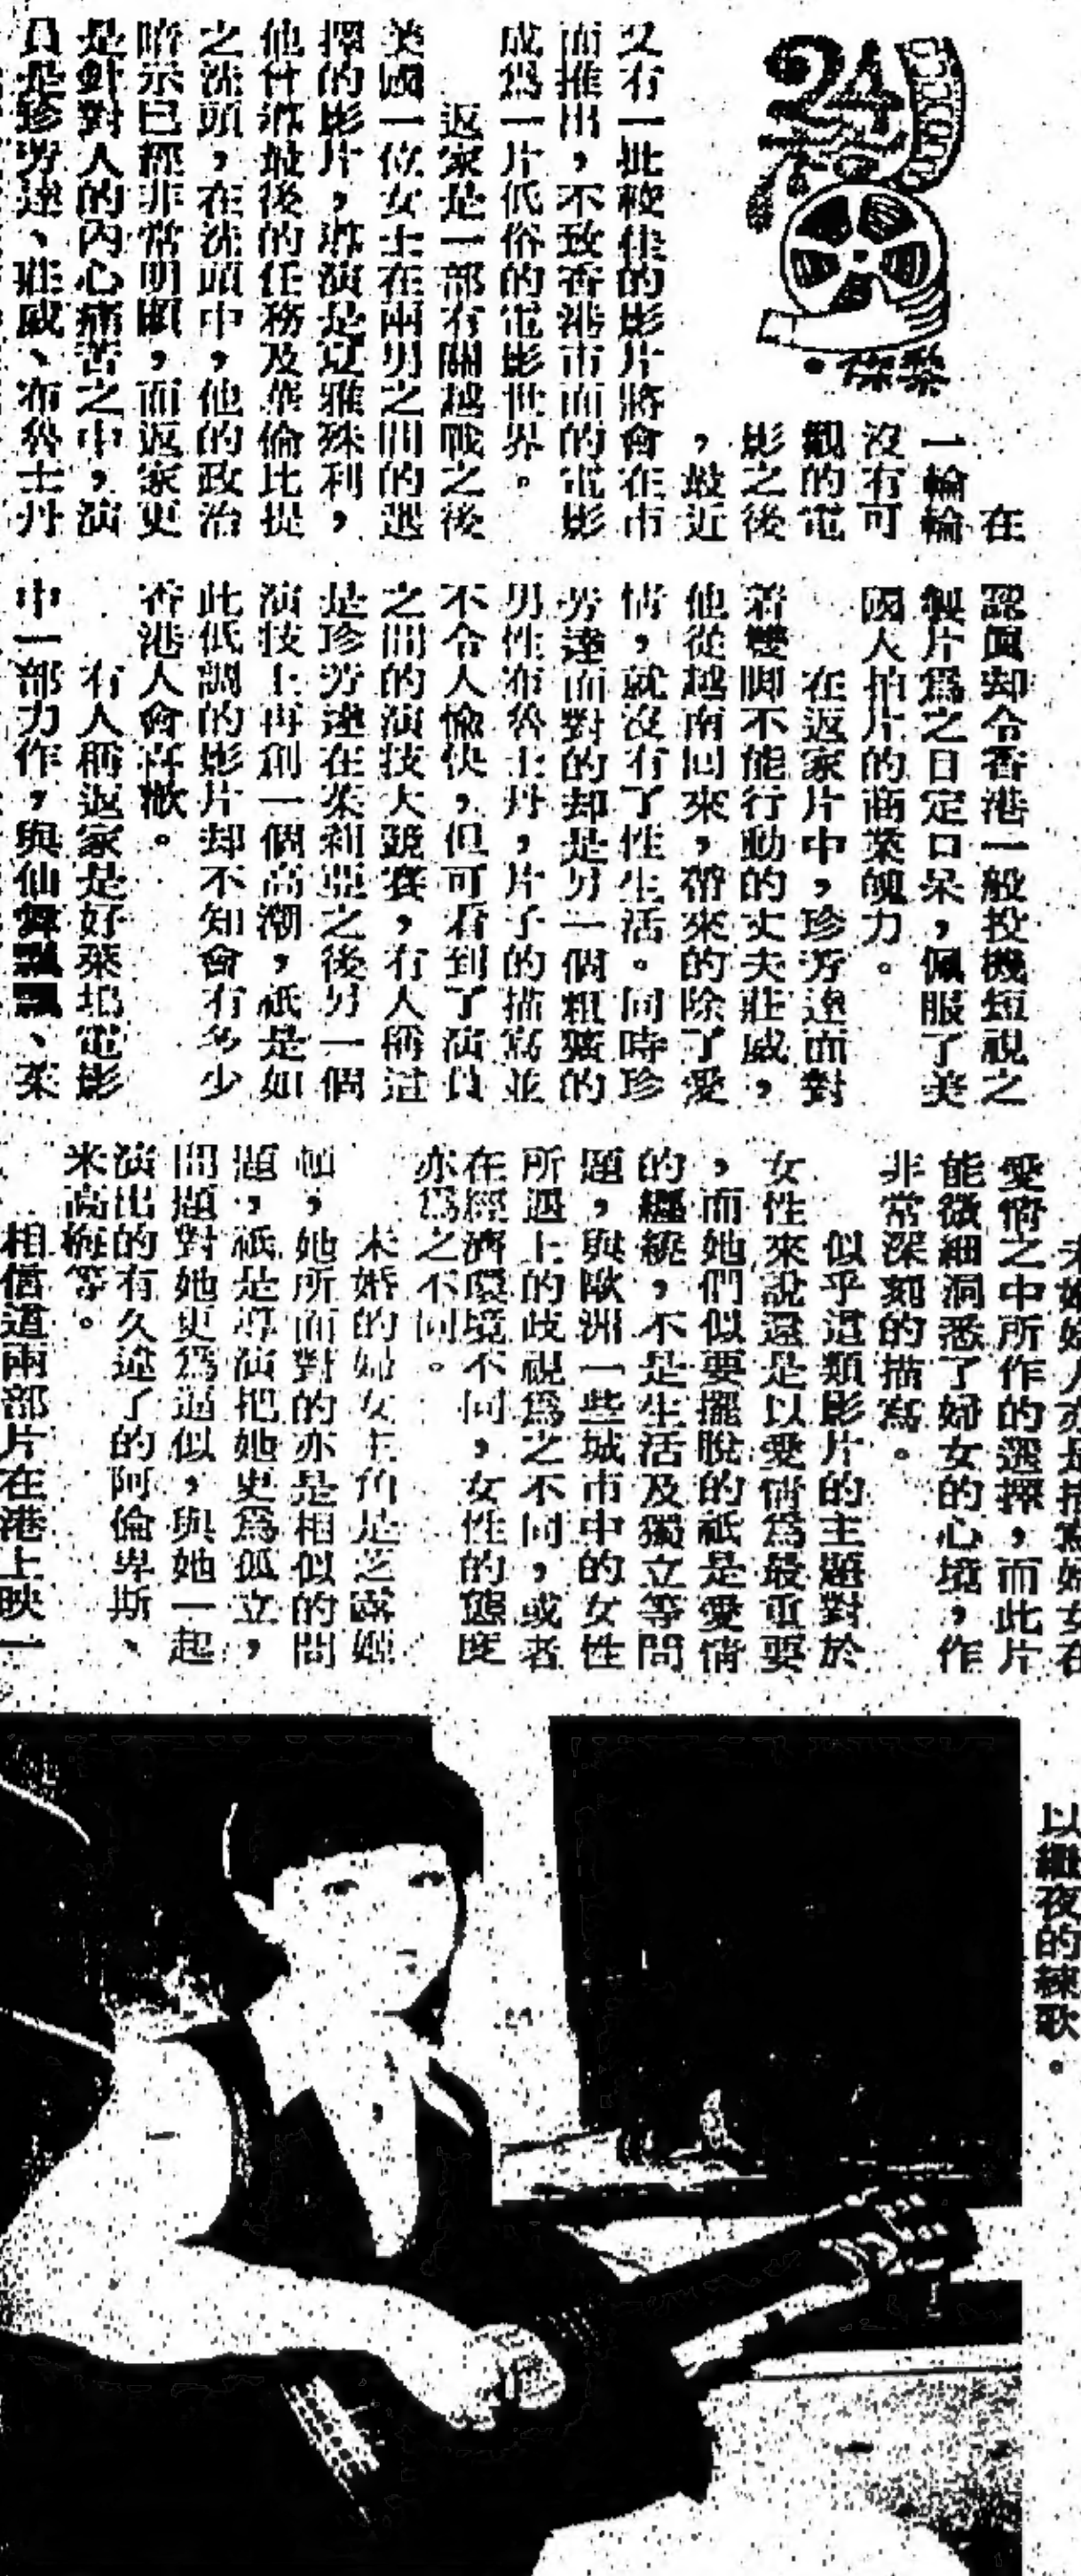 24
黎傑
在
一輪輪
沒有可
觀的電
影之後
，最近
又有一批較佳的影片將會在市
面推出，不致香港市面的電影
成爲一片低俗的電影世界。
返家是一部有關越戰之後
美國一位女士在兩男之間的選
擇的影片，導演是夏雅殊利，
他曾導最後的任務及華倫比提
之洗頭，在洗頭中，他的政治
暗示已經非常明顯，而返家更
是針對人的內心痛苦之中，演
員是珍芳達、莊威、布魯士丹
認眞却令香港一般投機短視之
製片爲之目定口呆，佩服了美
國人拍片的商業魄力。
在返家片中，珍芳達面對
着雙脚不能行動的丈夫莊威，
他從越南回來，帶來的除了愛
情，就沒有了性生活。同時珍
芳達面對的却是另一個粗獷的
男性布魯士丹，片子的描寫並
不令人愉快，但可看到了演員
之間的演技大競賽，有人稱這
是珍芳達在茱利亞之後另一個
演技上再創一個高潮，祇是如
此低調的影片却不知會有多少
香港人會喜歡。
有人稱返家是好萊塢電影
中一部力作，與仙舞飄飄、茱
未婚婦人亦是描寫婦女在
愛情之中所作的選擇，而此片
能微細洞悉了婦女的心境，作
非常深刻的描寫。
似乎這類影片的主題對於
女性來說還是以愛情爲最重要
，而她們似要擺脫的祇是愛情
的纏繞，不是生活及獨立等問
題，與歐洲一些城市中的女性
所遇上的歧視爲之不同，或者
在經濟環境不同，女性的態度
亦爲之不同。
未婚的婦女主角是芝露姬
頓，她所面對的亦是相似的問
題，祇是導演把她更爲孤立，
問題對她更爲逼似，與她一起
演出的有久違了的阿倫卑斯、
米高梅等。
相信這兩部片在港上映一
以繼夜的練歌。